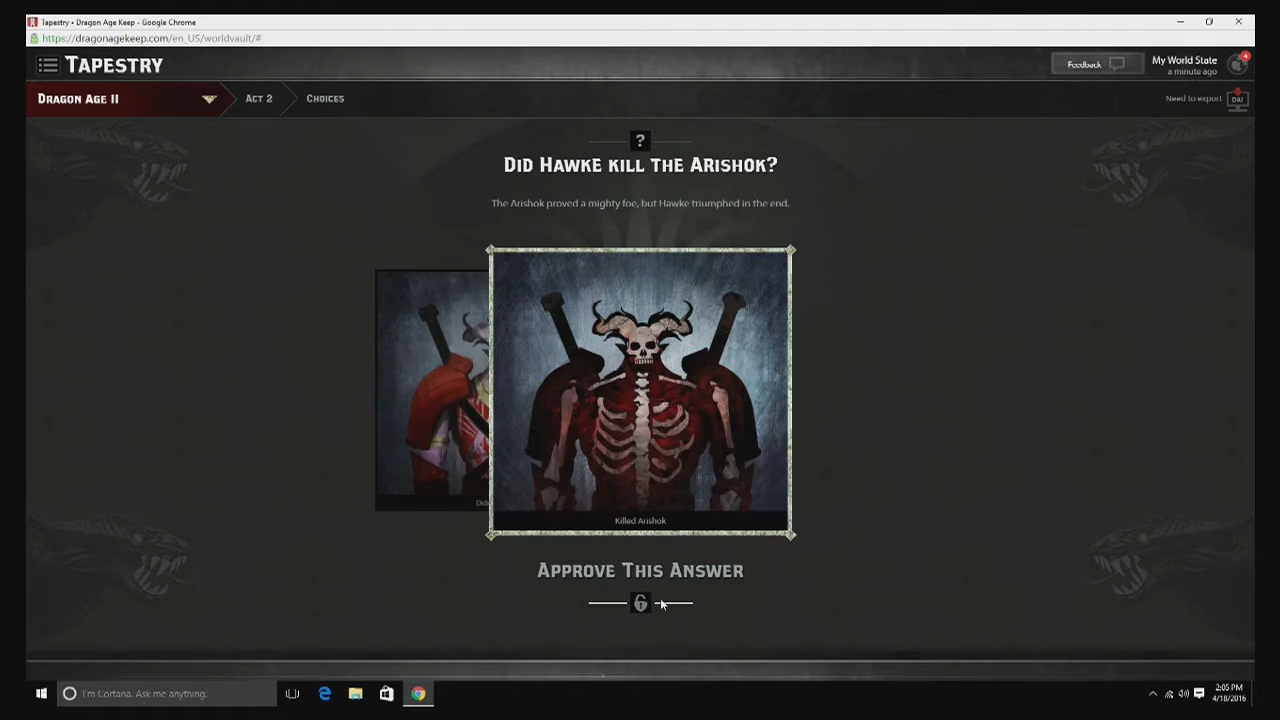 Tapestry • Dragon Age Keep - Google Chrome
https://dragonagekeep.com/en_US/worldvault/#
TAPESTRY
Feedback
My World State
a minute ago
4
DRAGON AGE II
ACT 2
CHOICES
Need to export
DAI
?
DID HAWKE KILL THE ARISHOK?
The Arishok proved a mighty foe, but Hawke triumphed in the end.
Killed Arishok
APPROVE THIS ANSWER
I'm Cortana. Ask me anything.
2:05 PM
4/18/2016